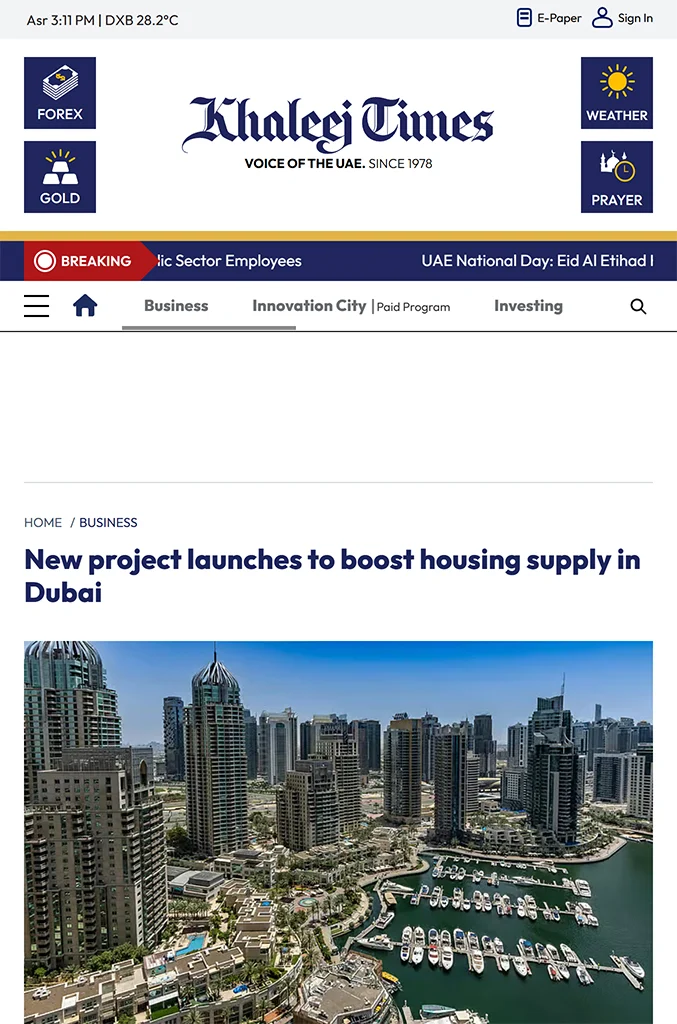 Asr 3:11 PM | DXB 28.2°C
E-Paper
Sign In
FOREX
GOLD
Khaleej Times
VOICE OF THE UAE. SINCE 1978
WEATHER
PRAYER
BREAKING
lic Sector Employees
UAE National Day: Eid Al Etihad
Business
Innovation City | Paid Program
Investing
HOME / BUSINESS
New project launches to boost housing supply in
Dubai